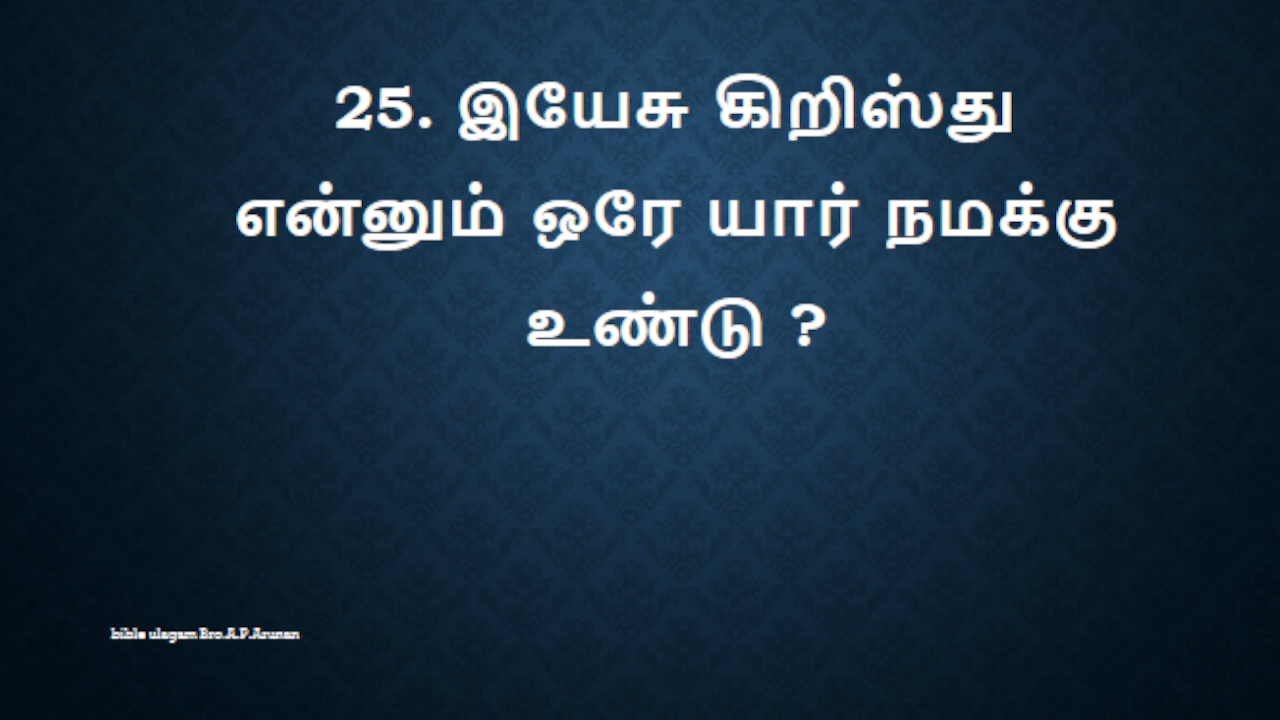 25. இயேசு கிறிஸ்து
என்னும் ஒரே யார் நமக்கு
உண்டு ?
bible ulagam Bro.A.P.Arunan